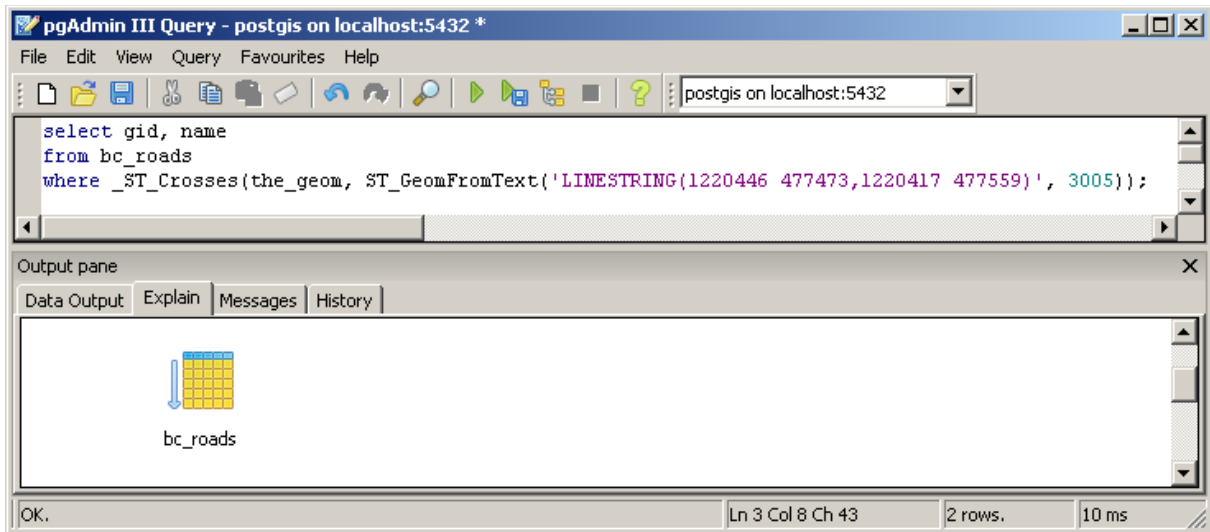 pgAdmin III Query - postgis on localhost:5432 *
File Edit View Query Favourites Help
postgis on localhost:5432
select gid, name
from bc_roads
where _ST_Crosses(the_geom, ST_GeomFromText('LINESTRING(1220446 477473,1220417 477559)', 3005));
Output pane
Data Output Explain Messages History
bc_roads
OK. Ln 3 Col 8 Ch 43 2 rows. 10 ms